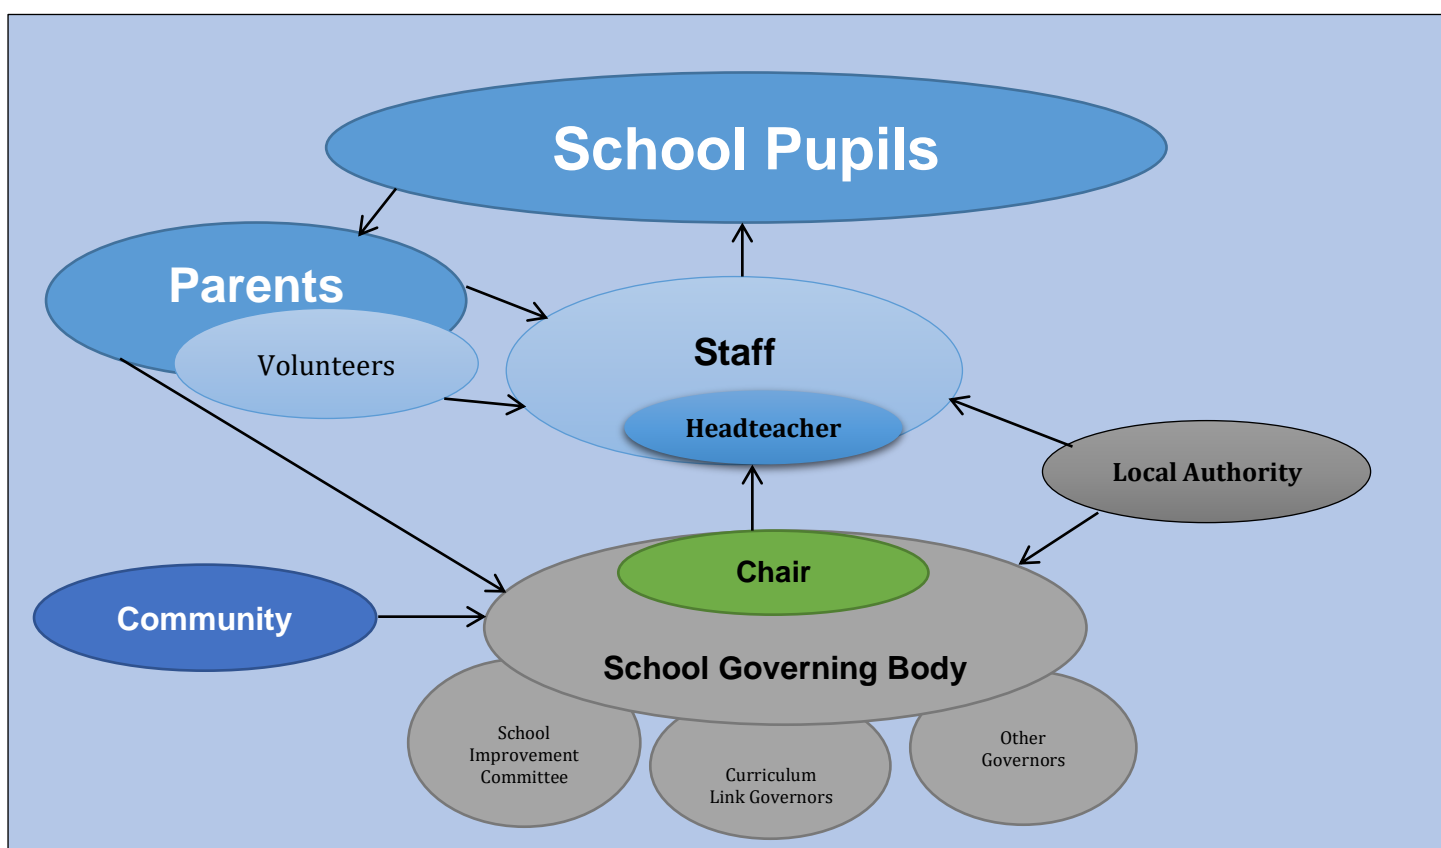 School Pupils
Parents
Volunteers
Staff
Headteacher
Local Authority
Chair
Community
School Governing Body
School
Improvement
Committee
Curriculum
Link Governors
Other
Governors